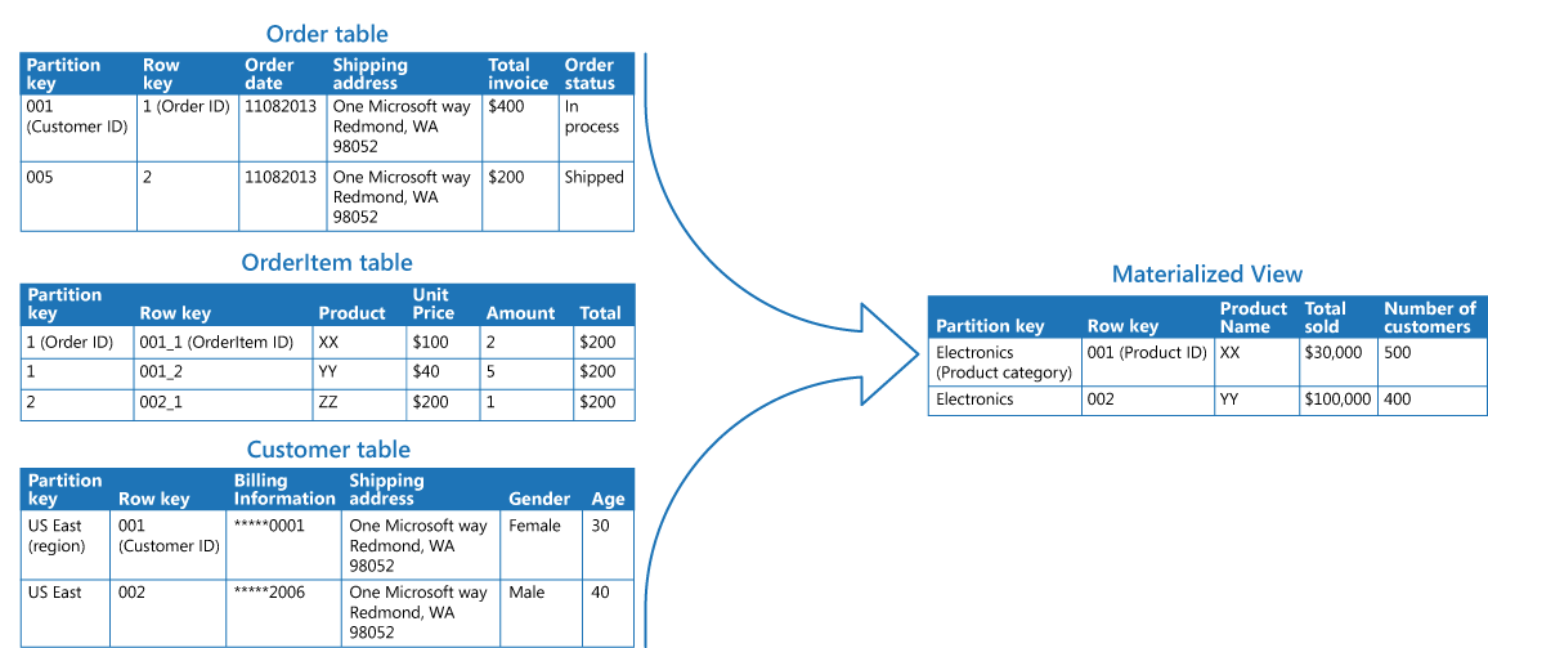 Order table
Partition key Row key Order date Shipping address Total invoice Order status
001 (Customer ID) 1 (Order ID) 11082013 One Microsoft way Redmond, WA 98052 $400 In process
005 2 11082013 One Microsoft way Redmond, WA 98052 $200 Shipped
OrderItem table
Partition key Row key Product Unit Price Amount Total
1 (Order ID) 001_1 (OrderItem ID) XX $100 2 $200
1 001_2 YY $40 5 $200
2 002_1 ZZ $200 1 $200
Customer table
Partition key Row key Billing Information Shipping address Gender Age
US East (region) 001 (Customer ID) *****0001 One Microsoft way Redmond, WA 98052 Female 30
US East 002 *****2006 One Microsoft way Redmond, WA 98052 Male 40
Materialized View
Partition key Row key Product Name Total sold Number of customers
Electronics (Product category) 001 (Product ID) XX $30,000 500
Electronics 002 YY $100,000 400